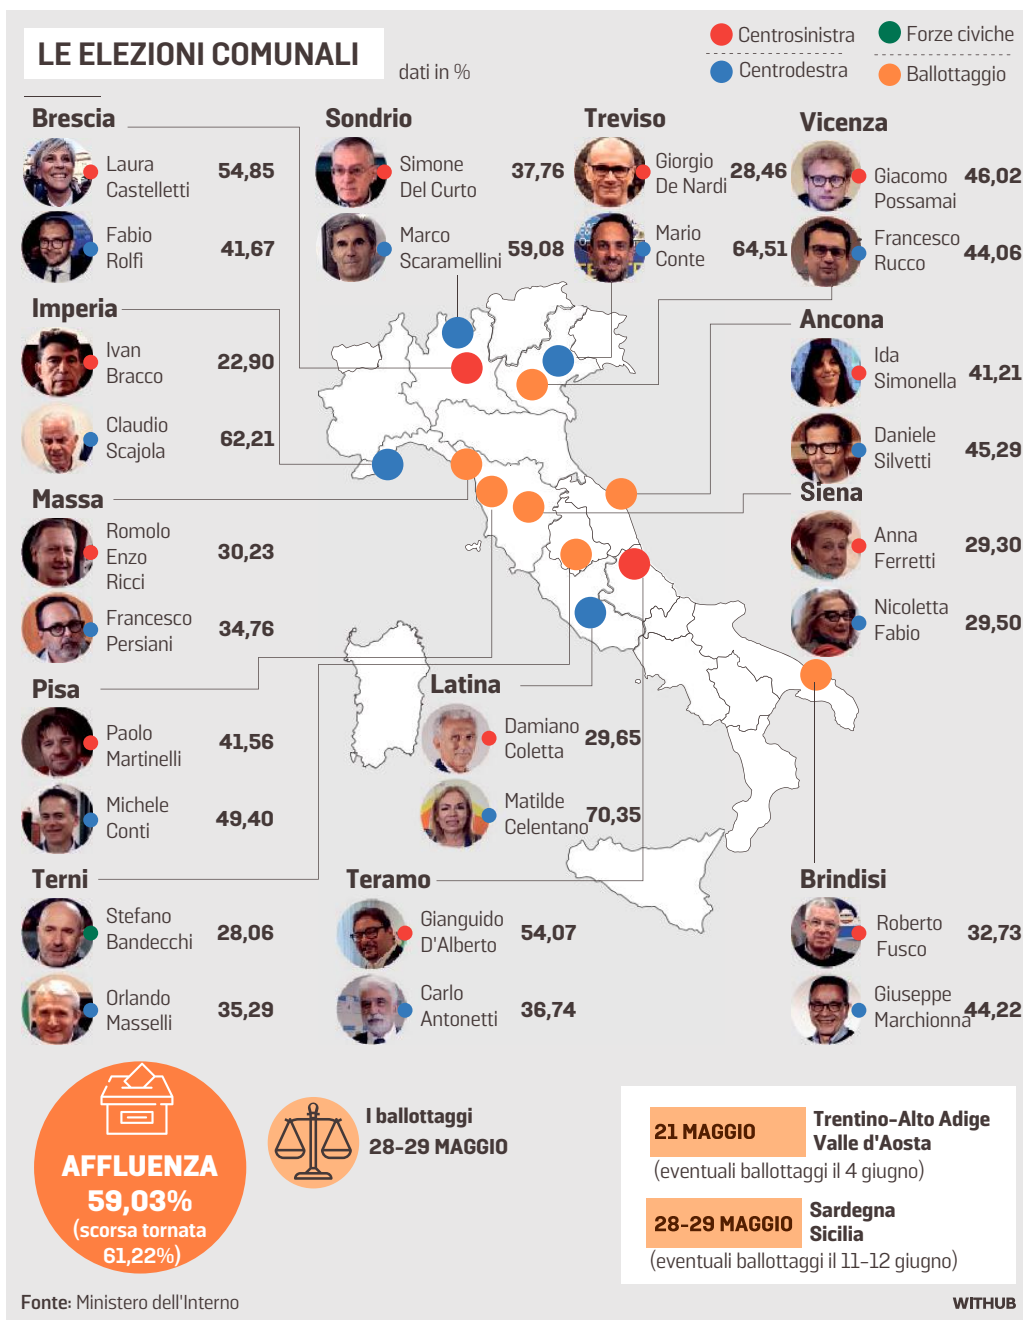 LE ELEZIONI COMUNALI
dati in %
Centrosinistra
Forze civiche
Centrodestra
Ballottaggio
Brescia
Laura
Castelletti
54,85
Fabio
Rolfi
41,67
Sondrio
Simone
Del Curto
37,76
Marco
Scaramellini
59,08
Treviso
Giorgio
De Nardi
28,46
Mario
Conte
64,51
Vicenza
Giacomo
Possamai
46,02
Francesco
Rucco
44,06
Imperia
Ivan
Bracco
22,90
Claudio
Scajola
62,21
Ancona
Ida
Simonella
41,21
Daniele
Silvetti
45,29
Massa
Romolo
Enzo
Ricci
30,23
Francesco
Persiani
34,76
Siena
Anna
Ferretti
29,30
Nicoletta
Fabio
29,50
Pisa
Paolo
Martinelli
41,56
Michele
Conti
49,40
Latina
Damiano
Coletta
29,65
Matilde
Celentano
70,35
Terni
Stefano
Bandecchi
28,06
Orlando
Masselli
35,29
Teramo
Gianguido
D'Alberto
54,07
Carlo
Antonetti
36,74
Brindisi
Roberto
Fusco
32,73
Giuseppe
Marchionna
44,22
AFFLUENZA
59,03%
(scorsa tornata
61,22%)
I ballottaggi
28-29 MAGGIO
21 MAGGIO
Trentino-Alto Adige
Valle d'Aosta
(eventuali ballottaggi il 4 giugno)
28-29 MAGGIO
Sardegna
Sicilia
(eventuali ballottaggi il 11-12 giugno)
Fonte: Ministero dell'Interno
WITHUB